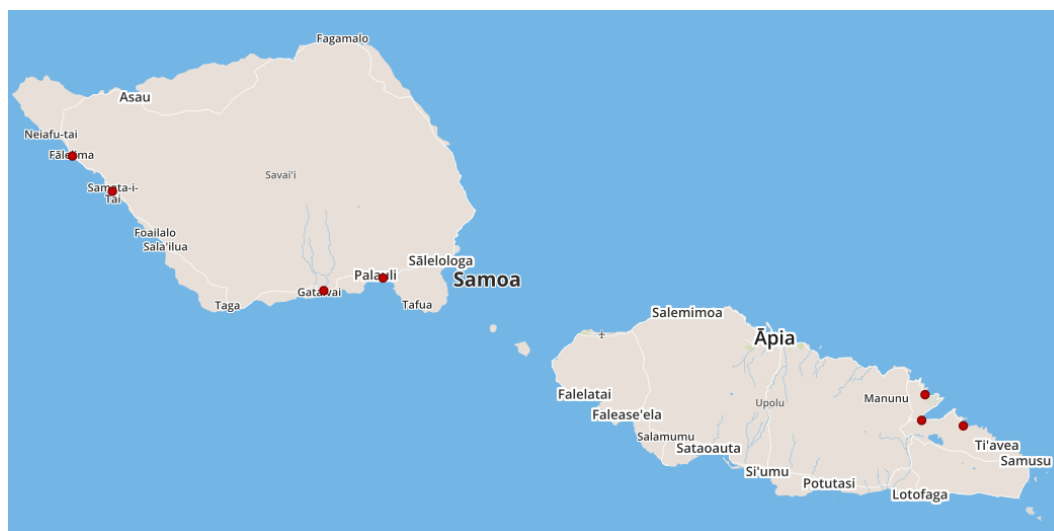 Fagamalo
Asau
Neiafu-tai
Fālelima
Savai'i
Samata-i-
Tai
Foailalo
Sala'ilua
Sālelologa
Palauli
Samoa
Gataivai
Taga
Tafua
Salemimoa
Āpia
Falelatai
Manunu
Upolu
Falease'ela
Salamumu
Sataoauta
Ti'avea
Samusu
Si'umu
Potutasi
Lotofaga